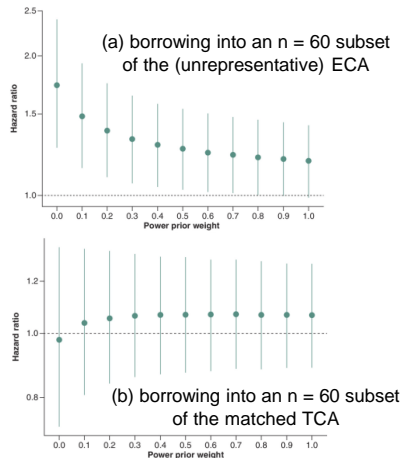 2.5
(a) borrowing into an n = 60 subset
of the (unrepresentative) ECA
2.0
1.5
1.0
Hazard ratio
0.0 0.1 0.2 0.3 0.4 0.5 0.6 0.7 0.8 0.9 1.0
Power prior weight
1.2
1.0
0.8
Hazard ratio
(b) borrowing into an n = 60 subset
of the matched TCA
0.0 0.1 0.2 0.3 0.4 0.5 0.6 0.7 0.8 0.9 1.0
Power prior weight